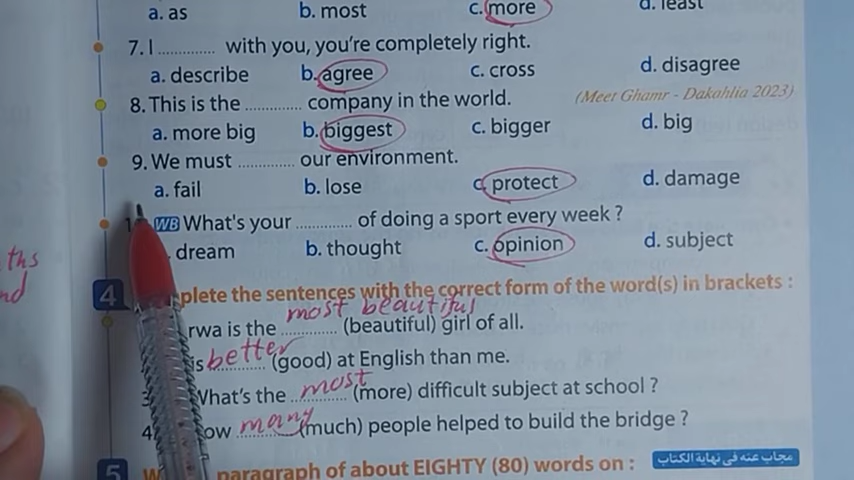 a. as b. most c. more d. least
7. I ............ with you, you're completely right.
a. describe b. agree c. cross d. disagree
8. This is the ............ company in the world. (Meet Ghamr - Dakahlia 2023)
a. more big b. biggest c. bigger d. big
9. We must ............ our environment.
a. fail b. lose c. protect d. damage
WB What's your ............ of doing a sport every week ?
dream b. thought c. opinion d. subject
ths
nd
4 plete the sentences with the correct form of the word(s) in brackets :
most beautiful
rwa is the ............ (beautiful) girl of all.
is better (good) at English than me.
3 What's the most (more) difficult subject at school ?
4 ow many (much) people helped to build the bridge ?
5 W paragraph of about EIGHTY (80) words on : مجاب عنه فى نهاية الكتاب